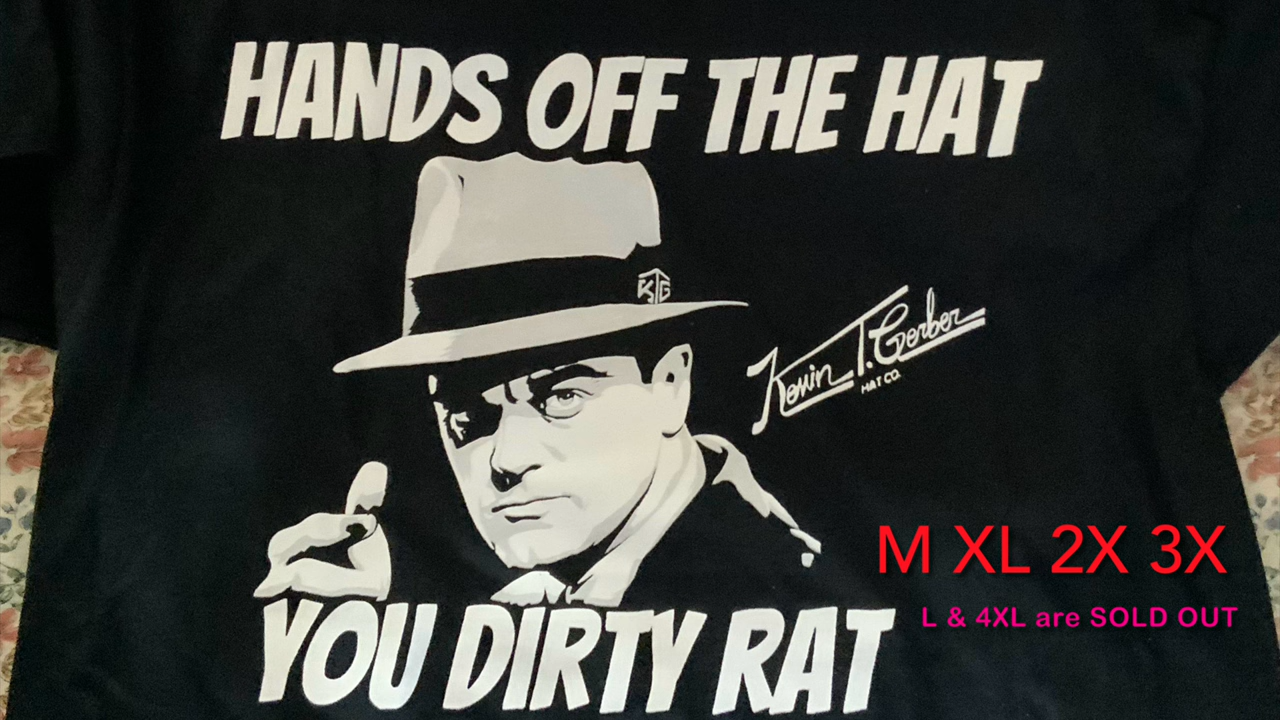 HANDS OFF THE HAT
KTG
Kevin T. Gerber
HAT CO.
M XL 2X 3X
L & 4XL are SOLD OUT
YOU DIRTY RAT